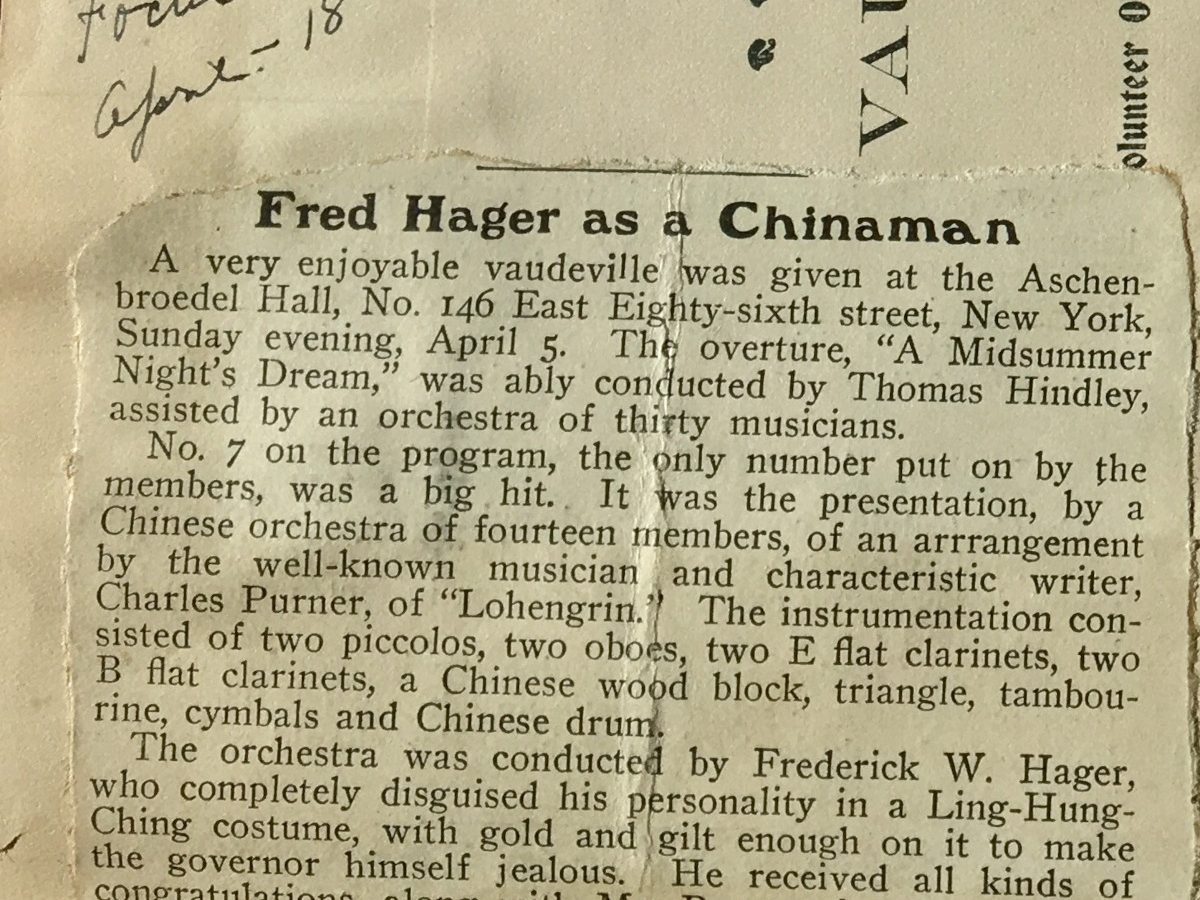 18
VAU
olunteer O
Fred Hager as a Chinaman
A very enjoyable vaudeville was given at the Aschen-
broedel Hall, No. 146 East Eighty-sixth street, New York,
Sunday evening, April 5. The overture, “A Midsummer
Night’s Dream,” was ably conducted by Thomas Hindley,
assisted by an orchestra of thirty musicians.
No. 7 on the program, the only number put on by the
members, was a big hit. It was the presentation, by a
Chinese orchestra of fourteen members, of an arrrangement
by the well-known musician and characteristic writer,
Charles Purner, of “Lohengrin.” The instrumentation con-
sisted of two piccolos, two oboes, two E flat clarinets, two
B flat clarinets, a Chinese wood block, triangle, tambou-
rine, cymbals and Chinese drum.
The orchestra was conducted by Frederick W. Hager,
who completely disguised his personality in a Ling-Hung-
Ching costume, with gold and gilt enough on it to make
the governor himself jealous. He received all kinds of
congratulations along with